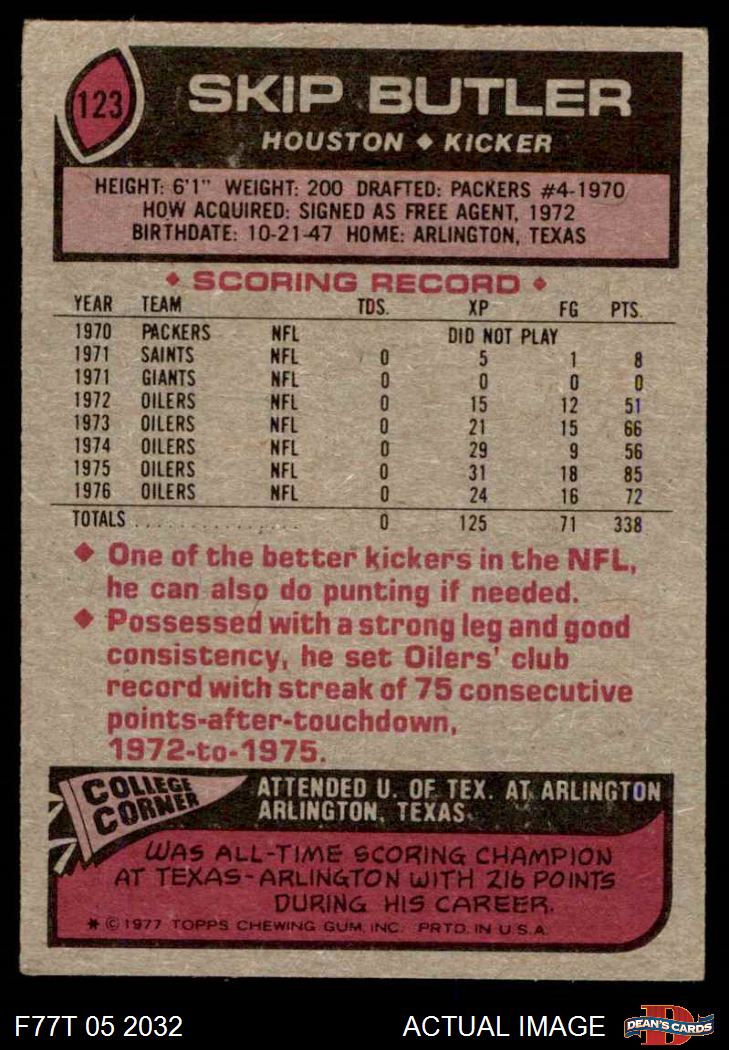 123
SKIP BUTLER
HOUSTON ◆ KICKER
HEIGHT: 6'1" WEIGHT: 200 DRAFTED: PACKERS #4-1970
HOW ACQUIRED: SIGNED AS FREE AGENT, 1972
BIRTHDATE: 10-21-47 HOME: ARLINGTON, TEXAS
◆ SCORING RECORD ◆
YEAR TEAM TDS. XP FG PTS.
1970 PACKERS NFL DID NOT PLAY
1971 SAINTS NFL 0 5 1 8
1971 GIANTS NFL 0 0 0 0
1972 OILERS NFL 0 15 12 51
1973 OILERS NFL 0 21 15 66
1974 OILERS NFL 0 29 9 56
1975 OILERS NFL 0 31 18 85
1976 OILERS NFL 0 24 16 72
TOTALS ................ 0 125 71 338
◆ One of the better kickers in the NFL,
he can also do punting if needed.
◆ Possessed with a strong leg and good
consistency, he set Oilers' club
record with streak of 75 consecutive
points-after-touchdown,
1972-to-1975.
COLLEGE
CORNER
ATTENDED U. OF TEX. AT ARLINGTON
ARLINGTON, TEXAS.
WAS ALL-TIME SCORING CHAMPION
AT TEXAS-ARLINGTON WITH 216 POINTS
DURING HIS CAREER.
* © 1977 TOPPS CHEWING GUM, INC. PRTD. IN U.S.A.
F77T 05 2032
ACTUAL IMAGE
D
DEAN'S CARDS